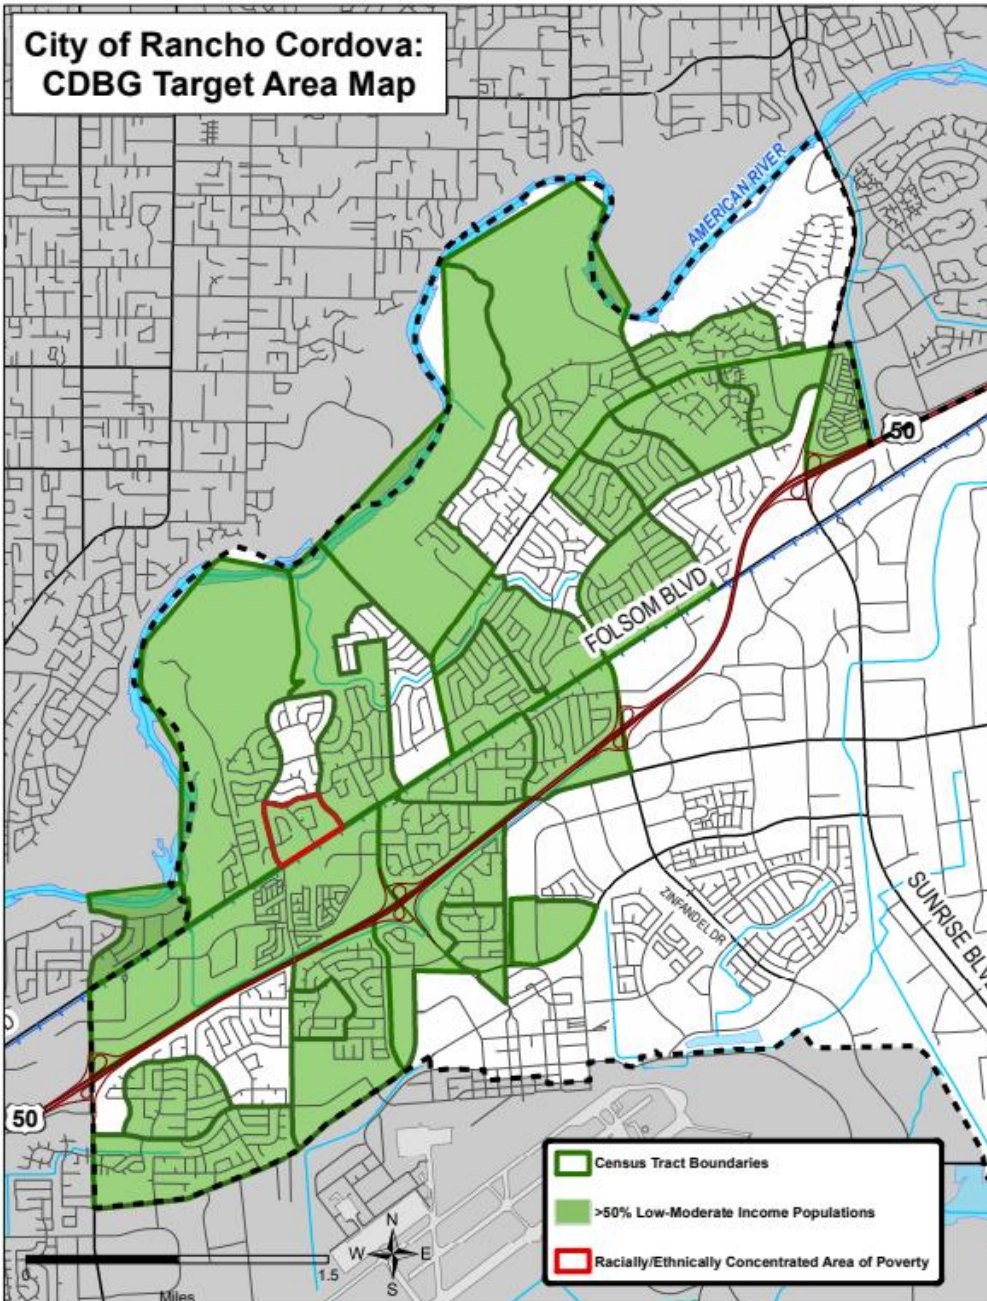 City of Rancho Cordova:
CDBG Target Area Map
AMERICAN RIVER
50
FOLSOM BLVD
ZINFANDEL DR
SUNRISE BLV
50
Census Tract Boundaries
>50% Low-Moderate Income Populations
Racially/Ethnically Concentrated Area of Poverty
N
W
E
S
0
1.5
Miles